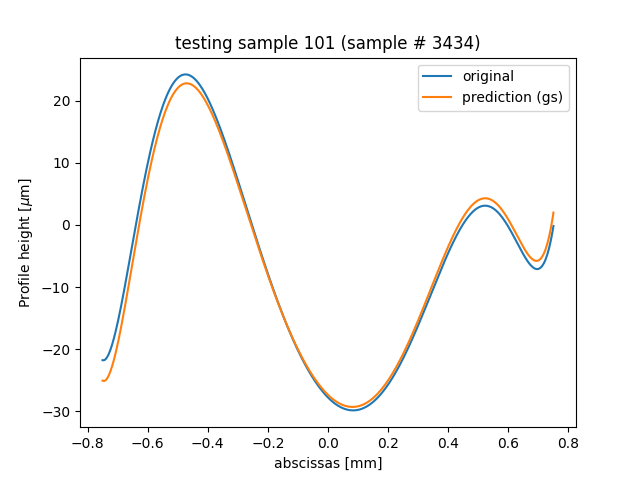 testing sample 101 (sample # 3434)
original
prediction (gs)
Profile height [μm]
20
10
0
−10
−20
−30
−0.8 −0.6 −0.4 −0.2 0.0 0.2 0.4 0.6 0.8
abscissas [mm]